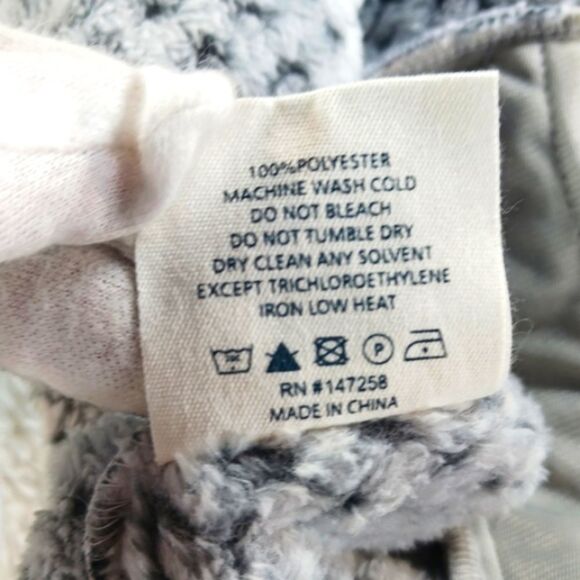 100%POLYESTER
MACHINE WASH COLD
DO NOT BLEACH
DO NOT TUMBLE DRY
DRY CLEAN ANY SOLVENT
EXCEPT TRICHLOROETHYLENE
IRON LOW HEAT
P
RN #147258
MADE IN CHINA